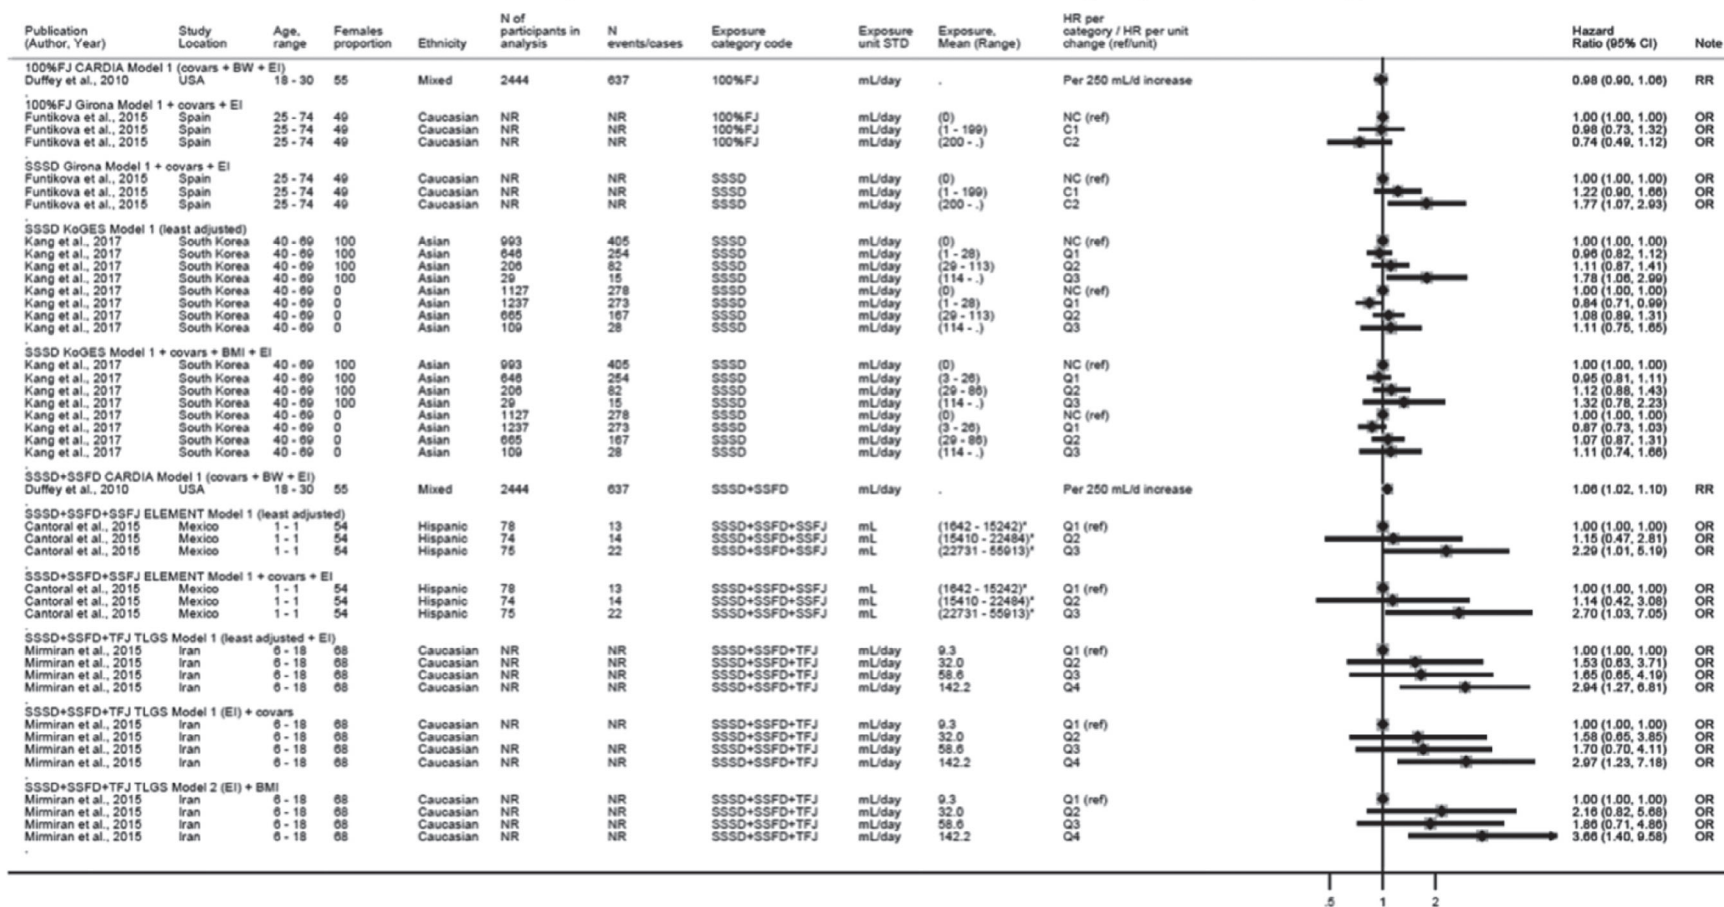 Publication (Author, Year) Study Location Age, range Females proportion Ethnicity N of participants in analysis N events/cases Exposure category code Exposure unit STD Exposure, Mean (Range) HR per category / HR per unit change (ref/unit) Hazard Ratio (95% CI) Note
100%FJ CARDIA Model 1 (covars + BW + EI)
Duffey et al., 2010 USA 18 - 30 55 Mixed 2444 637 100%FJ mL/day . Per 250 mL/d increase 0.98 (0.90, 1.06) RR
.
100%FJ Girona Model 1 + covars + EI
Funtikova et al., 2015 Spain 25 - 74 49 Caucasian NR NR 100%FJ mL/day (0) NC (ref) 1.00 (1.00, 1.00) OR
Funtikova et al., 2015 Spain 25 - 74 49 Caucasian NR NR 100%FJ mL/day (1 - 199) C1 0.98 (0.73, 1.32) OR
Funtikova et al., 2015 Spain 25 - 74 49 Caucasian NR NR 100%FJ mL/day (200 - .) C2 0.74 (0.49, 1.12) OR
.
SSSD Girona Model 1 + covars + EI
Funtikova et al., 2015 Spain 25 - 74 49 Caucasian NR NR SSSD mL/day (0) NC (ref) 1.00 (1.00, 1.00) OR
Funtikova et al., 2015 Spain 25 - 74 49 Caucasian NR NR SSSD mL/day (1 - 199) C1 1.22 (0.90, 1.66) OR
Funtikova et al., 2015 Spain 25 - 74 49 Caucasian NR NR SSSD mL/day (200 - .) C2 1.77 (1.07, 2.93) OR
.
SSSD KoGES Model 1 (least adjusted)
Kang et al., 2017 South Korea 40 - 69 100 Asian 993 405 SSSD mL/day (0) NC (ref) 1.00 (1.00, 1.00)
Kang et al., 2017 South Korea 40 - 69 100 Asian 646 254 SSSD mL/day (1 - 28) Q1 0.96 (0.82, 1.12)
Kang et al., 2017 South Korea 40 - 69 100 Asian 206 82 SSSD mL/day (29 - 113) Q2 1.11 (0.87, 1.41)
Kang et al., 2017 South Korea 40 - 69 100 Asian 29 15 SSSD mL/day (114 - .) Q3 1.78 (1.06, 2.99)
Kang et al., 2017 South Korea 40 - 69 0 Asian 1127 278 SSSD mL/day (0) NC (ref) 1.00 (1.00, 1.00)
Kang et al., 2017 South Korea 40 - 69 0 Asian 1237 273 SSSD mL/day (1 - 28) Q1 0.84 (0.71, 0.99)
Kang et al., 2017 South Korea 40 - 69 0 Asian 665 167 SSSD mL/day (29 - 113) Q2 1.08 (0.89, 1.31)
Kang et al., 2017 South Korea 40 - 69 0 Asian 109 28 SSSD mL/day (114 - .) Q3 1.11 (0.75, 1.65)
.
SSSD KoGES Model 1 + covars + BMI + EI
Kang et al., 2017 South Korea 40 - 69 100 Asian 993 405 SSSD mL/day (0) NC (ref) 1.00 (1.00, 1.00)
Kang et al., 2017 South Korea 40 - 69 100 Asian 646 254 SSSD mL/day (3 - 26) Q1 0.95 (0.81, 1.11)
Kang et al., 2017 South Korea 40 - 69 100 Asian 206 82 SSSD mL/day (29 - 86) Q2 1.12 (0.88, 1.43)
Kang et al., 2017 South Korea 40 - 69 100 Asian 29 15 SSSD mL/day (114 - .) Q3 1.32 (0.78, 2.23)
Kang et al., 2017 South Korea 40 - 69 0 Asian 1127 278 SSSD mL/day (0) NC (ref) 1.00 (1.00, 1.00)
Kang et al., 2017 South Korea 40 - 69 0 Asian 1237 273 SSSD mL/day (3 - 26) Q1 0.87 (0.73, 1.03)
Kang et al., 2017 South Korea 40 - 69 0 Asian 665 167 SSSD mL/day (29 - 86) Q2 1.07 (0.87, 1.31)
Kang et al., 2017 South Korea 40 - 69 0 Asian 109 28 SSSD mL/day (114 - .) Q3 1.11 (0.74, 1.66)
.
SSSD+SSFD CARDIA Model 1 (covars + BW + EI)
Duffey et al., 2010 USA 18 - 30 55 Mixed 2444 637 SSSD+SSFD mL/day . Per 250 mL/d increase 1.06 (1.02, 1.10) RR
.
SSSD+SSFD+SSFJ ELEMENT Model 1 (least adjusted)
Cantoral et al., 2015 Mexico 1 - 1 54 Hispanic 78 13 SSSD+SSFD+SSFJ mL (1642 - 15242)* Q1 (ref) 1.00 (1.00, 1.00) OR
Cantoral et al., 2015 Mexico 1 - 1 54 Hispanic 74 14 SSSD+SSFD+SSFJ mL (15410 - 22484)* Q2 1.15 (0.47, 2.81) OR
Cantoral et al., 2015 Mexico 1 - 1 54 Hispanic 75 22 SSSD+SSFD+SSFJ mL (22731 - 55913)* Q3 2.29 (1.01, 5.19) OR
.
SSSD+SSFD+SSFJ ELEMENT Model 1 + covars + EI
Cantoral et al., 2015 Mexico 1 - 1 54 Hispanic 78 13 SSSD+SSFD+SSFJ mL (1642 - 15242)* Q1 (ref) 1.00 (1.00, 1.00) OR
Cantoral et al., 2015 Mexico 1 - 1 54 Hispanic 74 14 SSSD+SSFD+SSFJ mL (15410 - 22484)* Q2 1.14 (0.42, 3.08) OR
Cantoral et al., 2015 Mexico 1 - 1 54 Hispanic 75 22 SSSD+SSFD+SSFJ mL (22731 - 55913)* Q3 2.70 (1.03, 7.05) OR
.
SSSD+SSFD+TFJ TLGS Model 1 (least adjusted + EI)
Mirmiran et al., 2015 Iran 6 - 18 68 Caucasian NR NR SSSD+SSFD+TFJ mL/day 9.3 Q1 (ref) 1.00 (1.00, 1.00) OR
Mirmiran et al., 2015 Iran 6 - 18 68 Caucasian NR NR SSSD+SSFD+TFJ mL/day 32.0 Q2 1.53 (0.63, 3.71) OR
Mirmiran et al., 2015 Iran 6 - 18 68 Caucasian NR NR SSSD+SSFD+TFJ mL/day 58.6 Q3 1.65 (0.65, 4.19) OR
Mirmiran et al., 2015 Iran 6 - 18 68 Caucasian NR NR SSSD+SSFD+TFJ mL/day 142.2 Q4 2.94 (1.27, 6.81) OR
.
SSSD+SSFD+TFJ TLGS Model 1 (EI) + covars
Mirmiran et al., 2015 Iran 6 - 18 68 Caucasian NR NR SSSD+SSFD+TFJ mL/day 9.3 Q1 (ref) 1.00 (1.00, 1.00) OR
Mirmiran et al., 2015 Iran 6 - 18 68 Caucasian SSSD+SSFD+TFJ mL/day 32.0 Q2 1.58 (0.65, 3.85) OR
Mirmiran et al., 2015 Iran 6 - 18 68 Caucasian NR NR SSSD+SSFD+TFJ mL/day 58.6 Q3 1.70 (0.70, 4.11) OR
Mirmiran et al., 2015 Iran 6 - 18 68 Caucasian NR NR SSSD+SSFD+TFJ mL/day 142.2 Q4 2.97 (1.23, 7.18) OR
.
SSSD+SSFD+TFJ TLGS Model 2 (EI) + BMI
Mirmiran et al., 2015 Iran 6 - 18 68 Caucasian NR NR SSSD+SSFD+TFJ mL/day 9.3 Q1 (ref) 1.00 (1.00, 1.00) OR
Mirmiran et al., 2015 Iran 6 - 18 68 Caucasian NR NR SSSD+SSFD+TFJ mL/day 32.0 Q2 2.16 (0.82, 5.68) OR
Mirmiran et al., 2015 Iran 6 - 18 68 Caucasian NR NR SSSD+SSFD+TFJ mL/day 58.6 Q3 1.86 (0.71, 4.86) OR
Mirmiran et al., 2015 Iran 6 - 18 68 Caucasian NR NR SSSD+SSFD+TFJ mL/day 142.2 Q4 3.66 (1.40, 9.58) OR
.
.5 1 2